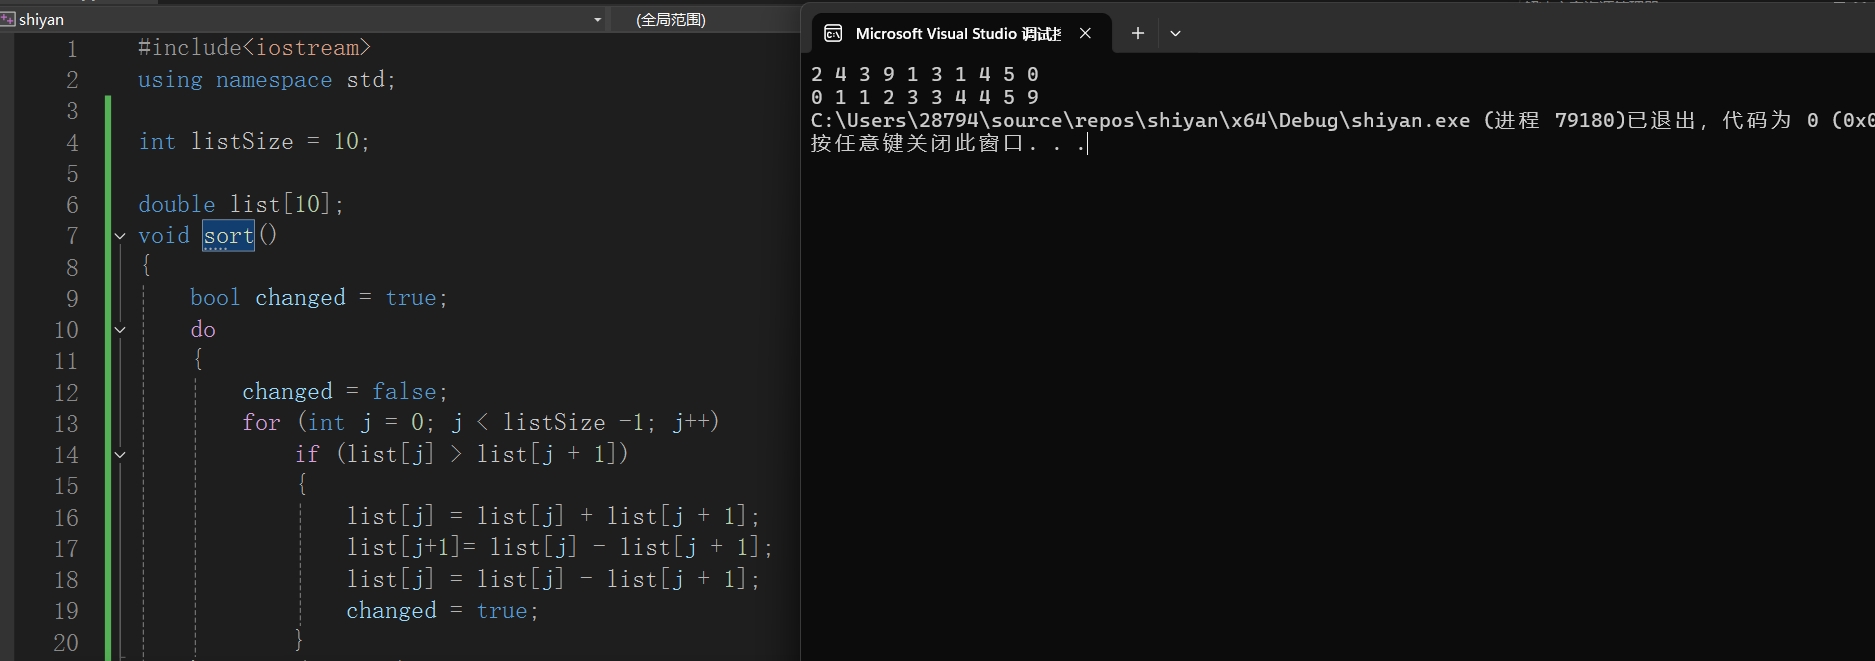 shiyan
(全局范围)
1 #include<iostream>
2 using namespace std;
3
4 int listSize = 10;
5
6 double list[10];
7 void sort()
8 {
9 bool changed = true;
10 do
11 {
12 changed = false;
13 for (int j = 0; j < listSize -1; j++)
14 if (list[j] > list[j + 1])
15 {
16 list[j] = list[j] + list[j + 1];
17 list[j+1]= list[j] - list[j + 1];
18 list[j] = list[j] - list[j + 1];
19 changed = true;
20 }
Microsoft Visual Studio 调试
2 4 3 9 1 3 1 4 5 0
0 1 1 2 3 3 4 4 5 9
C:\Users\28794\source\repos\shiyan\x64\Debug\shiyan.exe (进程 79180)已退出，代码为 0 (0x0
按任意键关闭此窗口. . .